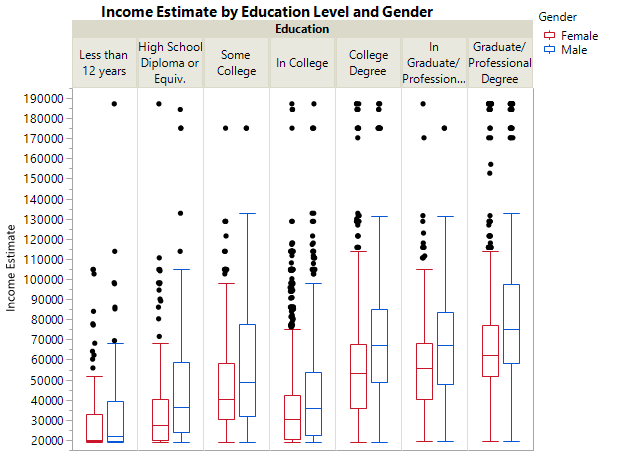 Income Estimate by Education Level and Gender
Education
Less than
12 years
High School
Diploma or
Equiv.
Some
College
In College
College
Degree
In
Graduate/
Profession...
Graduate/
Professional
Degree
Gender
Female
Male
Income Estimate
190000
180000
170000
160000
150000
140000
130000
120000
110000
100000
90000
80000
70000
60000
50000
40000
30000
20000